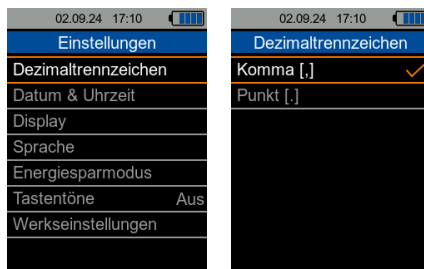 02.09.24 17:10
Einstellungen
Dezimaltrennzeichen
Datum & Uhrzeit
Display
Sprache
Energiesparmodus
Tastentöne Aus
Werkseinstellungen
02.09.24 17:10
Dezimaltrennzeichen
Komma [,]
Punkt [.]